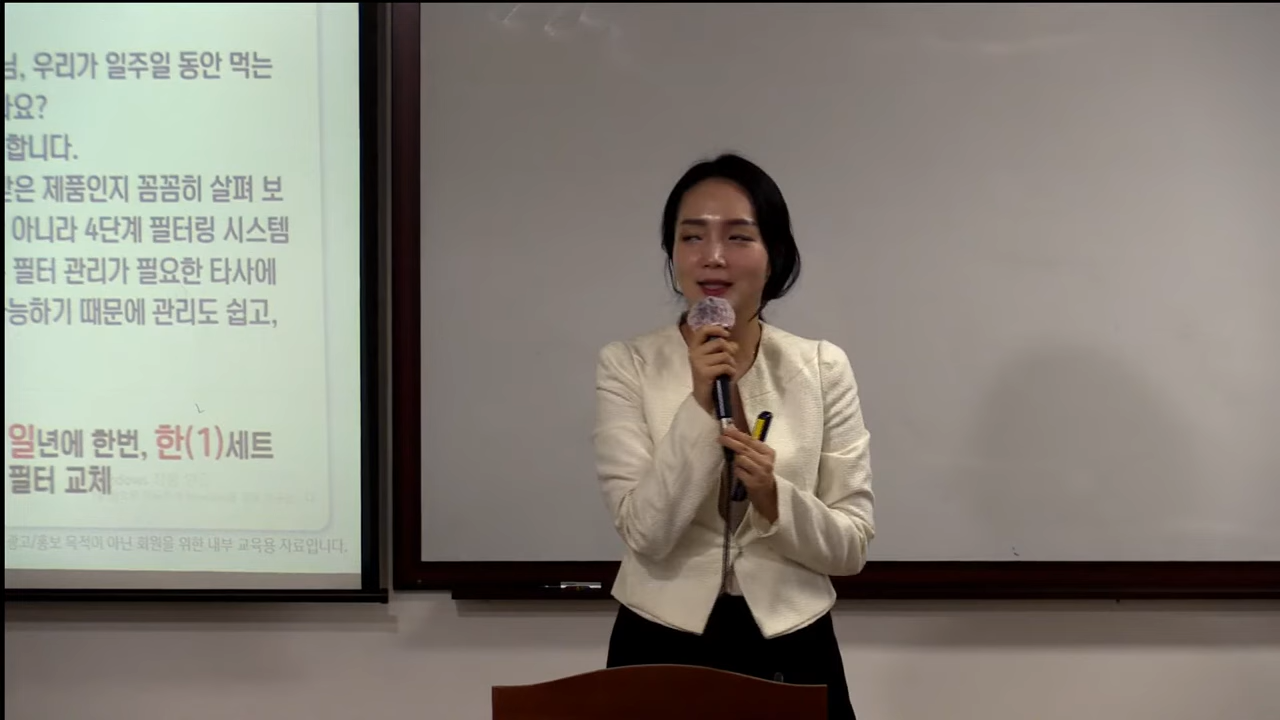 우리가 일주일 동안 먹는
요?
합니다.
은 제품인지 꼼꼼히 살펴 보
아니라 4단계 필터링 시스템
필터 관리가 필요한 타사에
능하기 때문에 관리도 쉽고,
일년에 한번, 한(1)세트
필터 교체
광고/홍보 목적이 아닌 회원을 위한 내부 교육용 자료입니다.